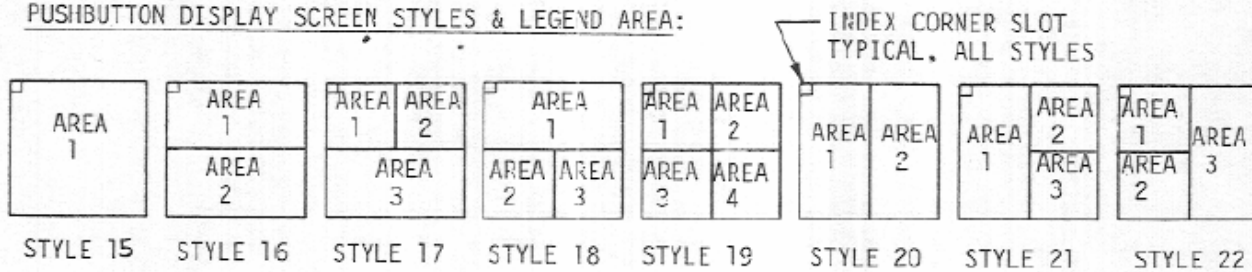 PUSHBUTTON DISPLAY SCREEN STYLES & LEGEND AREA:
INDEX CORNER SLOT
TYPICAL, ALL STYLES
AREA
1
STYLE 15
AREA
1
AREA
2
STYLE 16
AREA
1
AREA
2
AREA
3
STYLE 17
AREA
1
AREA
2
AREA
3
STYLE 18
AREA
1
AREA
2
AREA
3
AREA
4
STYLE 19
AREA
1
AREA
2
STYLE 20
AREA
1
AREA
2
AREA
3
STYLE 21
AREA
1
AREA
2
AREA
3
STYLE 22